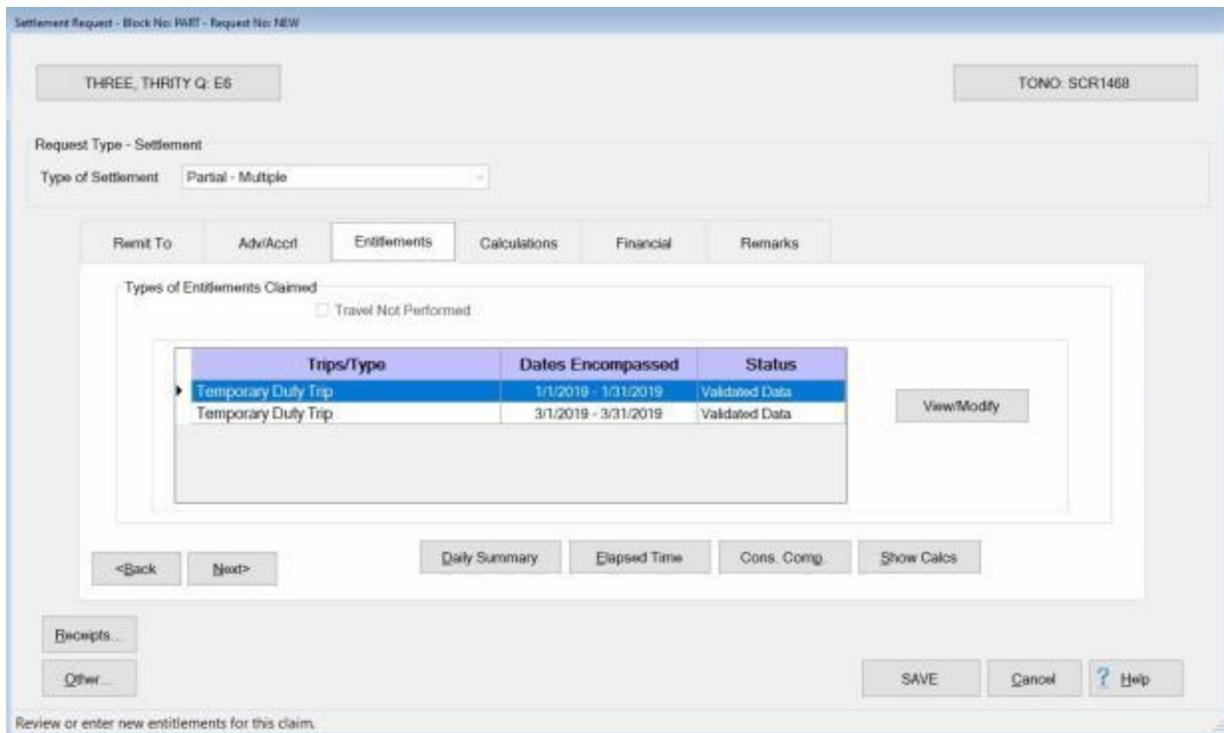 Settlement Request - Block No: PART - Request No: NEW
THREE, THRITY Q: E6
TONO: SCR1468
Request Type - Settlement
Type of Settlement Partial - Multiple
Remit To Adv/Accrl Entitlements Calculations Financial Remarks
Types of Entitlements Claimed
Travel Not Performed
Trips/Type Dates Encompassed Status
Temporary Duty Trip 1/1/2019 - 1/31/2019 Validated Data
Temporary Duty Trip 3/1/2019 - 3/31/2019 Validated Data
View/Modify
<Back Next> Daily Summary Elapsed Time Cons. Comp. Show Calcs
Receipts...
Other...
SAVE Cancel ? Help
Review or enter new entitlements for this claim.